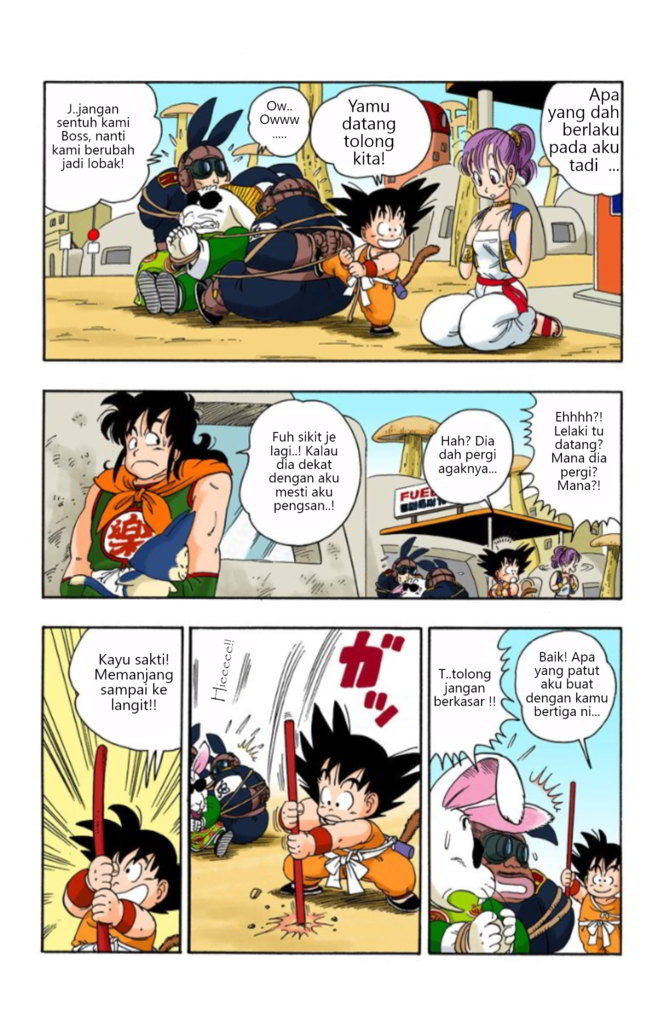 Apa
yang dah
berlaku
pada aku
tadi ...
Yamu
datang
tolong
kita!
Ow..
Owww
.....
J..jangan
sentuh kami
Boss, nanti
kami berubah
jadi lobak!
Ehhhh?!
Lelaki tu
datang?
Mana dia
pergi?
Mana?!
Hah? Dia
dah pergi
agaknya...
FUEL
Fuh sikit je
lagi..! Kalau
dia dekat
dengan aku
mesti aku
pengsan..!
樂
Baik! Apa
yang patut
aku buat
dengan kamu
bertiga ni...
T..tolong
jangan
berkasar !!
ガッ
Hieeeee!!
Kayu sakti!
Memanjang
sampai ke
langit!!